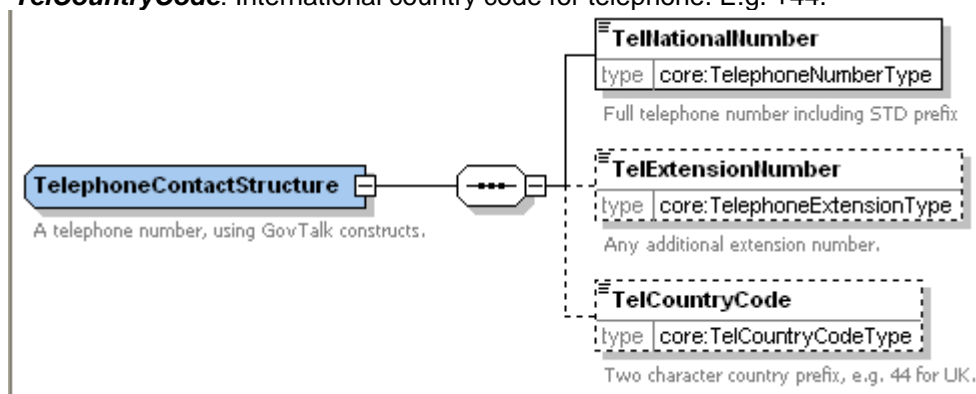 TelCountryCode: International country code for telephone. E.g. +44.
TelNationalNumber
type core:TelephoneNumberType
Full telephone number including STD prefix
TelephoneContactStructure
A telephone number, using GovTalk constructs.
TelExtensionNumber
type core:TelephoneExtensionType
Any additional extension number.
TelCountryCode
type core:TelCountryCodeType
Two character country prefix, e.g. 44 for UK.